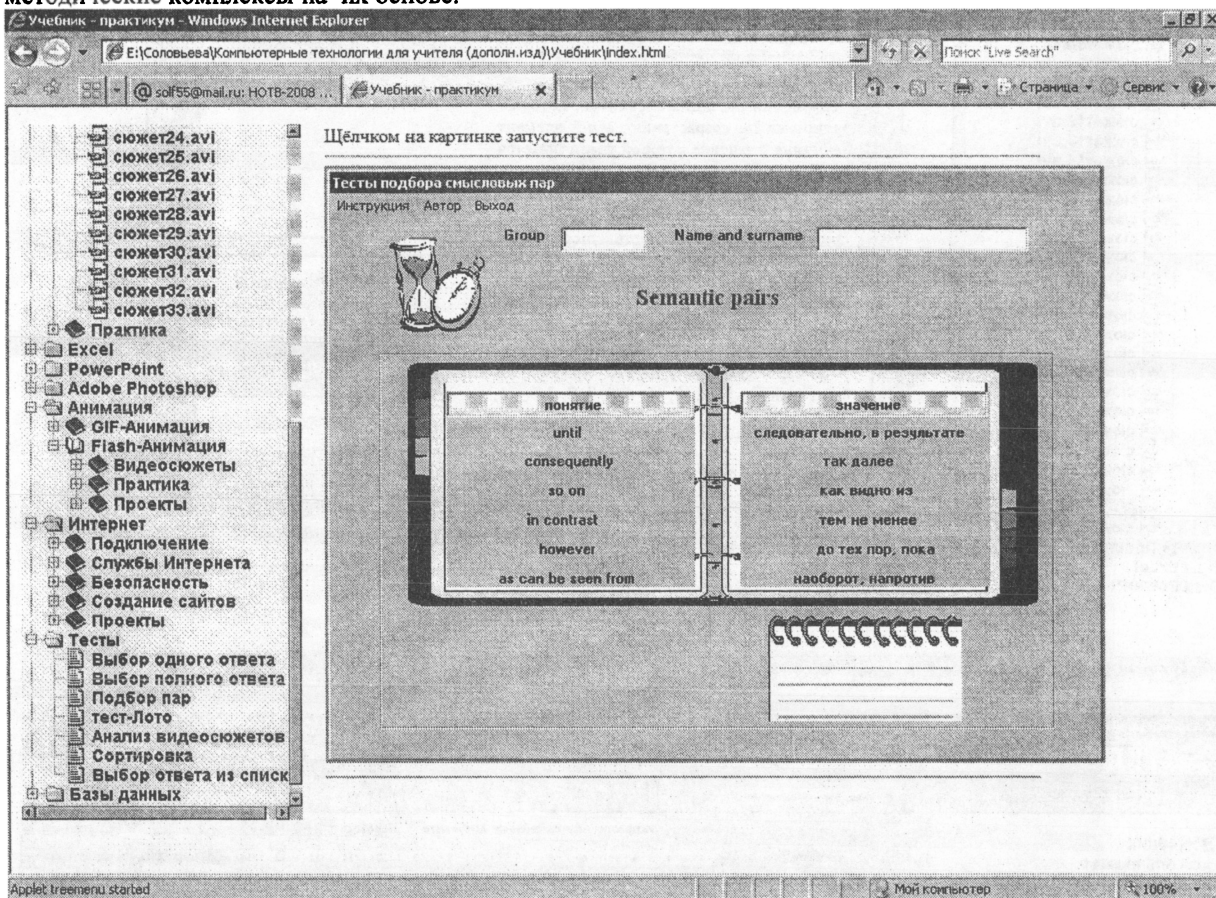 методические комплексы на их основе.
Учебник - практикум - Windows Internet Explorer
E:\Соловьева\Компьютерные технологии для учителя (дополн.изд)\Учебник\index.html
Поиск "Live Search"
solf55@mail.ru: НОТВ-2008 ...
Учебник - практикум
Страница
Сервис
сюжет24.avi
сюжет25.avi
сюжет26.avi
сюжет27.avi
сюжет28.avi
сюжет29.avi
сюжет30.avi
сюжет31.avi
сюжет32.avi
сюжет33.avi
Практика
Excel
PowerPoint
Adobe Photoshop
Анимация
GIF-Анимация
Flash-Анимация
Видеосюжеты
Практика
Проекты
Интернет
Подключение
Службы Интернета
Безопасность
Создание сайтов
Проекты
Тесты
Выбор одного ответа
Выбор полного ответа
Подбор пар
тест-Лото
Анализ видеосюжетов
Сортировка
Выбор ответа из списк
Базы данных
Щёлчком на картинке запустите тест.
Тесты подбора смысловых пар
Инструкция Автор Выход
Group Name and surname
Semantic pairs
понятие значение
until следовательно, в результате
consequently так далее
so on как видно из
in contrast тем не менее
however до тех пор, пока
as can be seen from наоборот, напротив
Applet treemenu started
Мой компьютер
100%